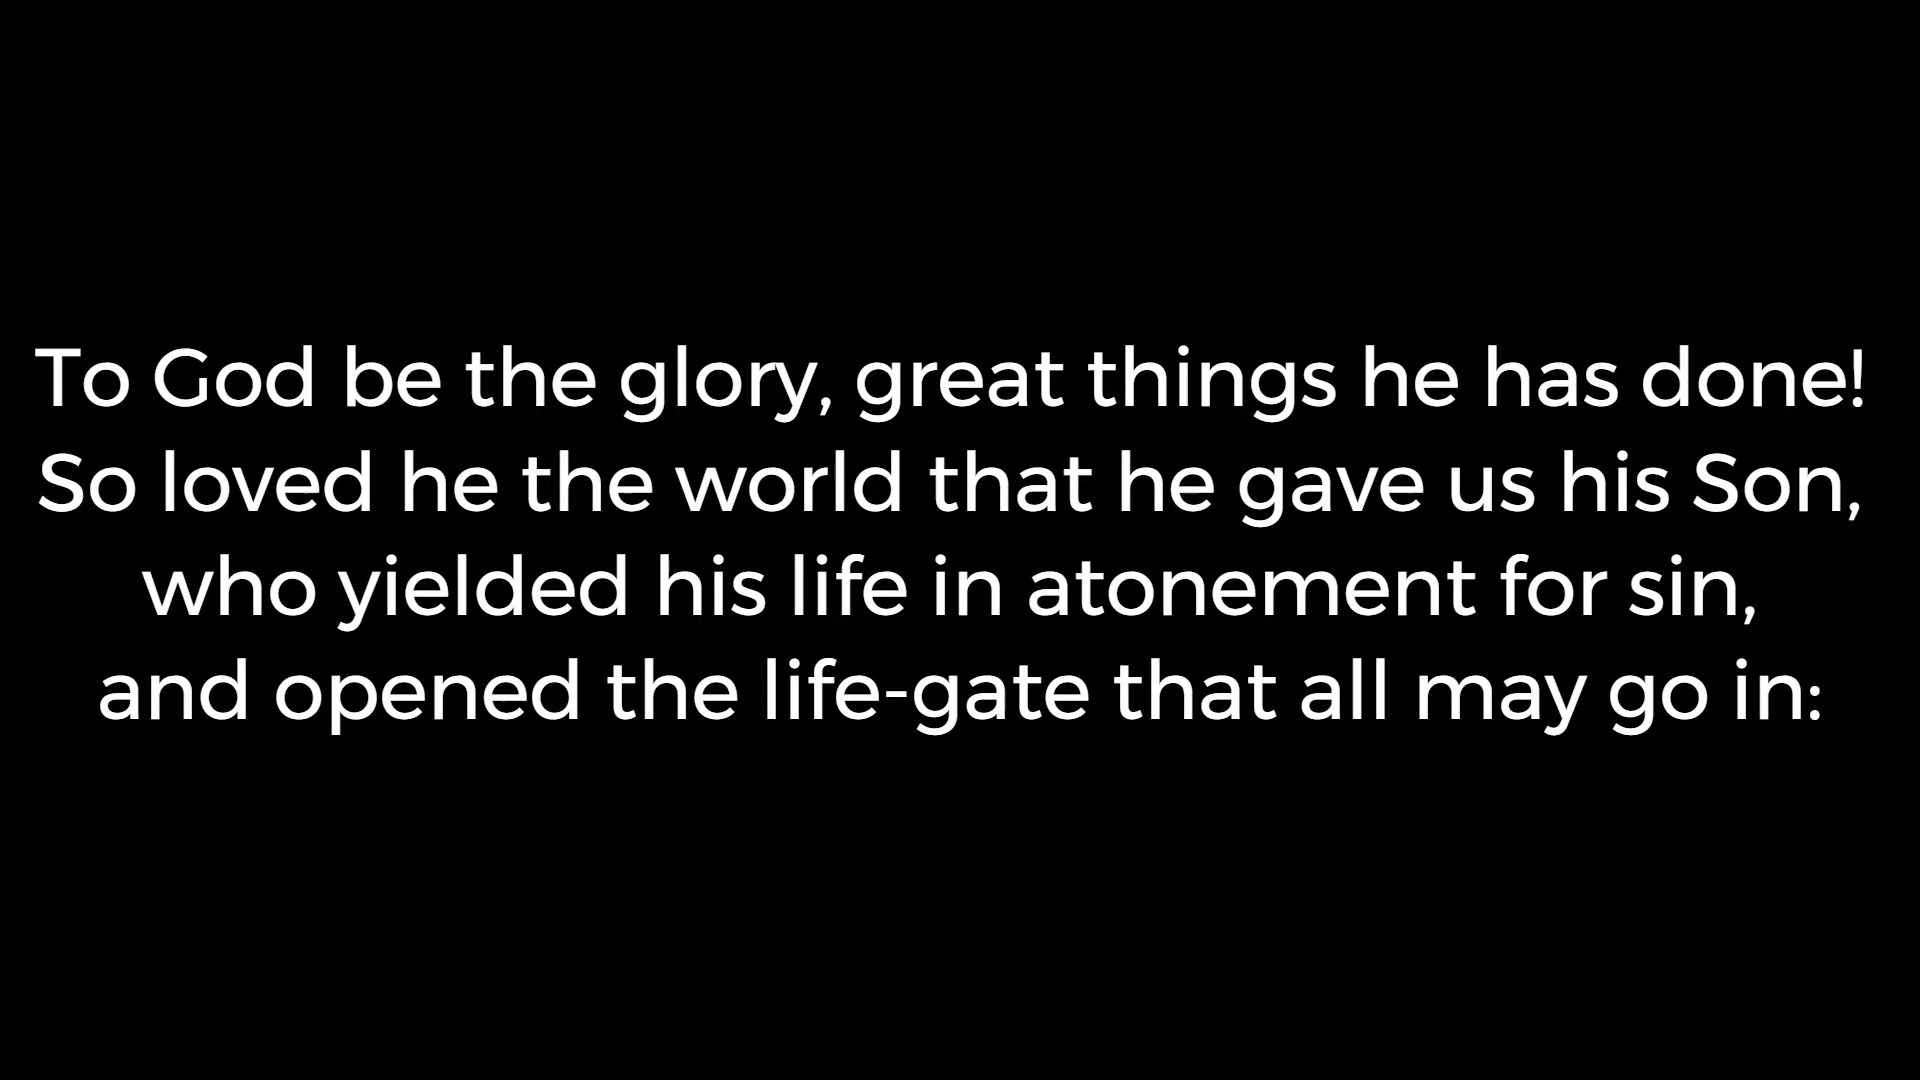 To God be the glory, great things he has done!
So loved he the world that he gave us his Son,
who yielded his life in atonement for sin,
and opened the life-gate that all may go in: